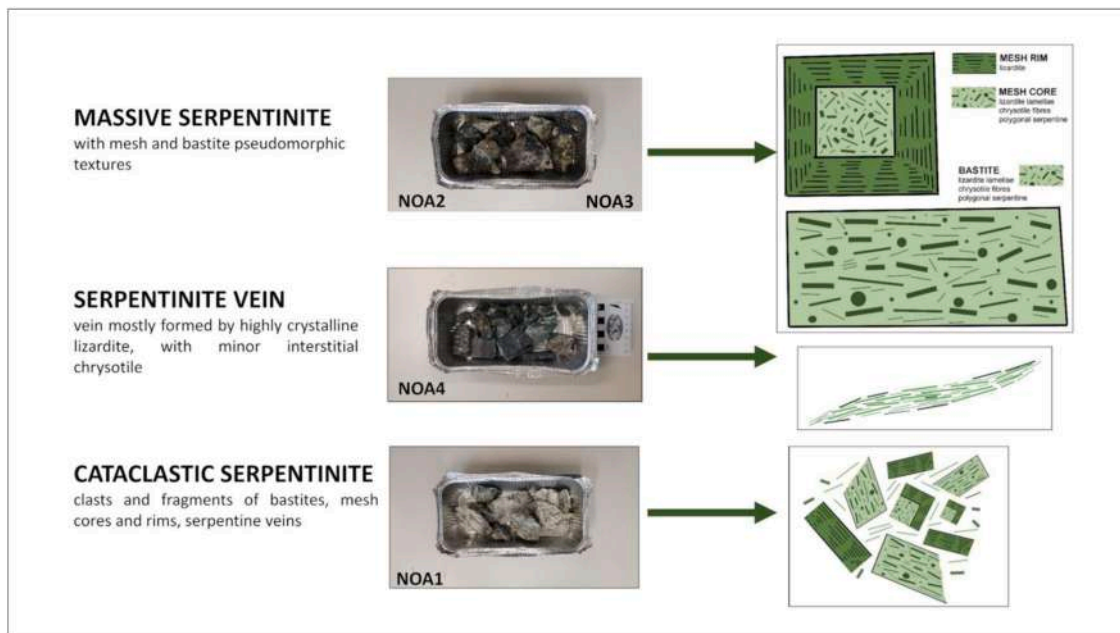 MASSIVE SERPENTINITE
with mesh and bastite pseudomorphic
textures
NOA2
NOA3
MESH RIM
lizardite
MESH CORE
lizardite lamellae
chrysotile fibres
polygonal serpentine
BASTITE
lizardite lamellae
chrysotile fibres
polygonal serpentine
SERPENTINITE VEIN
vein mostly formed by highly crystalline
lizardite, with minor interstitial
chrysotile
NOA4
CATACLASTIC SERPENTINITE
clasts and fragments of bastites, mesh
cores and rims, serpentine veins
NOA1